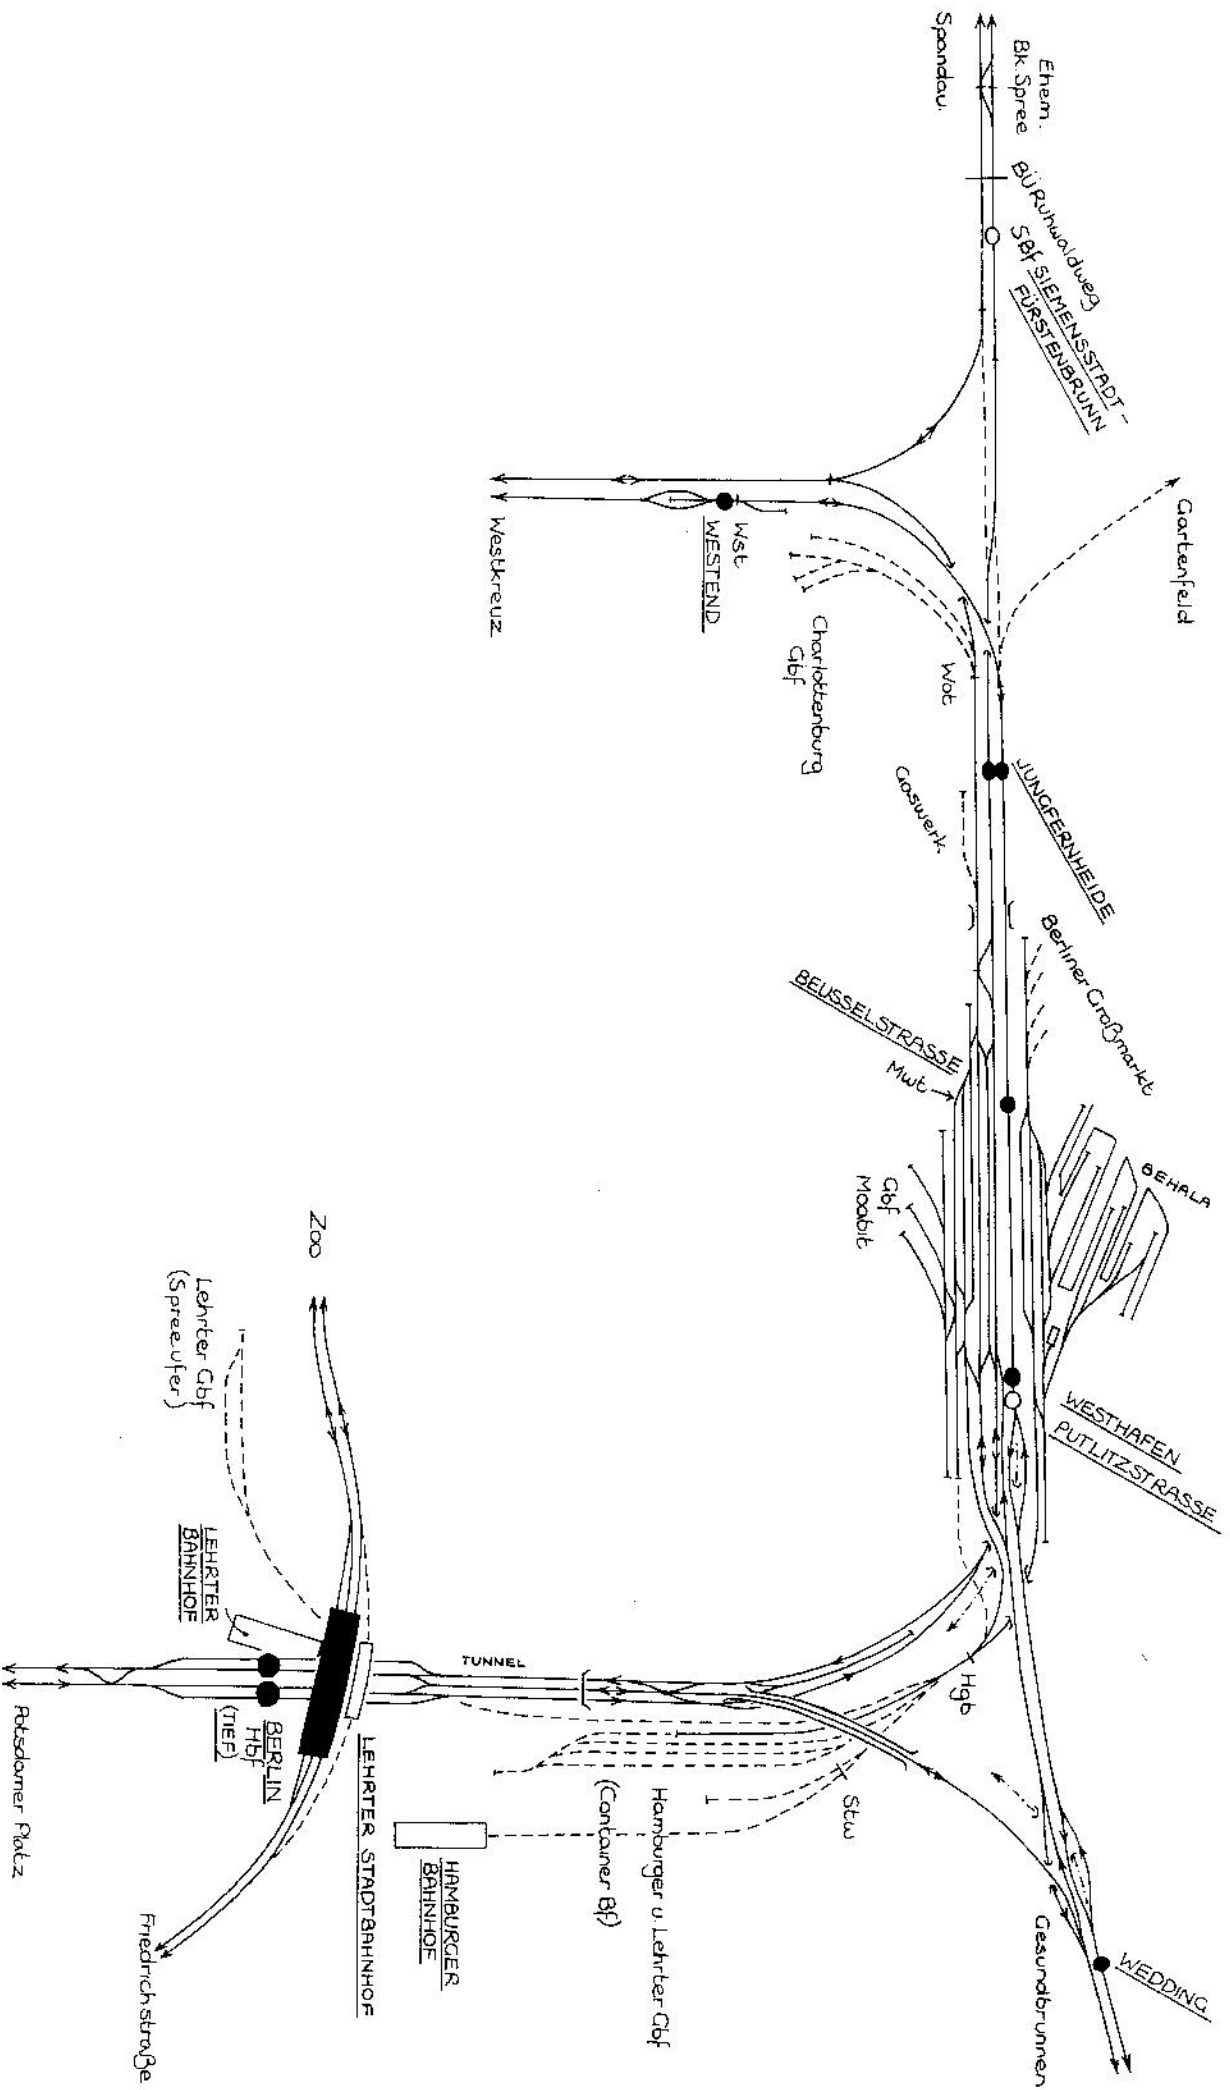 Spandau.
Ehem.
Bk. Spree
BÜ Ruhwaldweg
Sbf SIEMENSSTADT-
FÜRSTENBRUNN
Gartenfeld
Westkreuz
Wst
WESTEND
Charlottenburg
Gbf
Wot
JUNGFERNHEIDE
Gaswerk.
Berliner Großmarkt
BEUSSELSTRASSE
Mwt
BEHALA
Gbf
Moabit
WESTHAFEN
PUTLITZSTRASSE
Zoo
Lehrter Gbf
(Spreeufer)
LEHRTER
BAHNHOF
TUNNEL
Hgb
BERLIN
Hbf
(TIEF)
Potsdamer Platz
LEHRTER STADTBAHNHOF
Hamburger u. Lehrter Gbf
(Container Bf)
Stw
HAMBURGER
BAHNHOF
Friedrichstraße
Gesundbrunnen
WEDDING